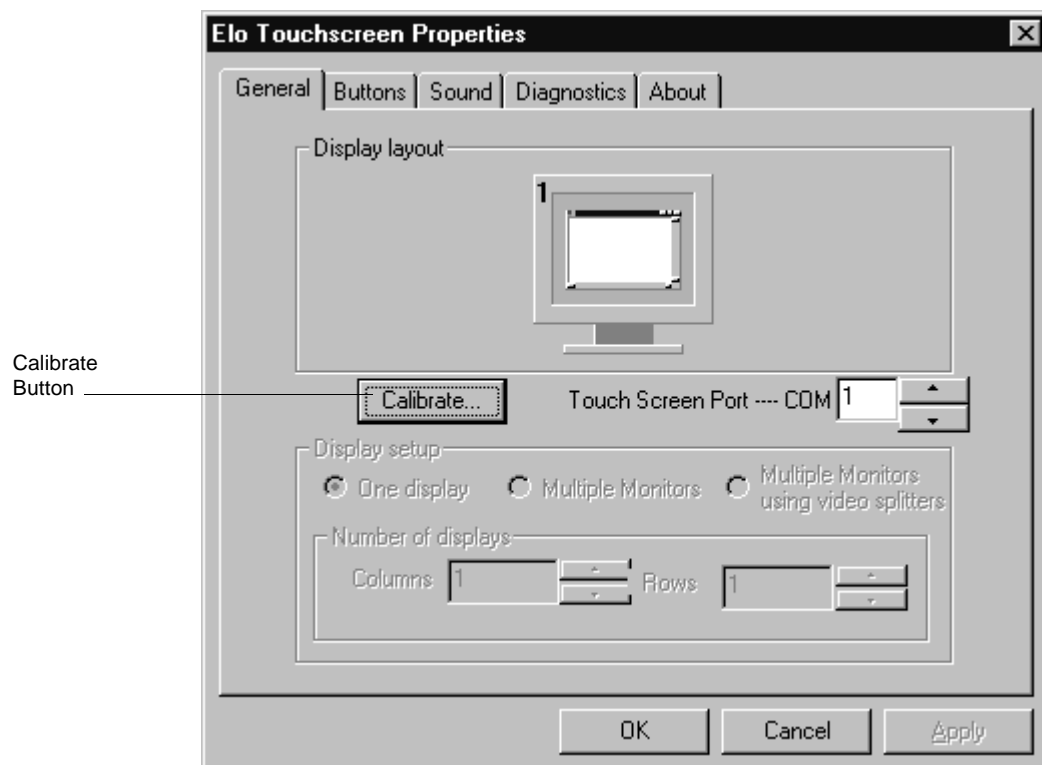 Elo Touchscreen Properties
General Buttons Sound Diagnostics About
Display layout
1
Calibrate
Button
Calibrate... Touch Screen Port ---- COM 1
Display setup
One display Multiple Monitors Multiple Monitors
using video splitters
Number of displays
Columns 1 Rows 1
OK Cancel Apply